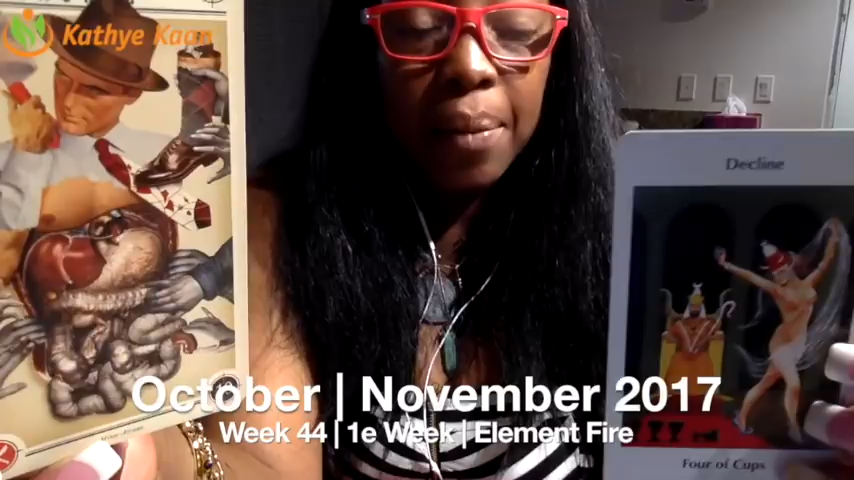 Kathye Kaan
Decline
October | November 2017
Week 44 | 1e Week | Element Fire
Four of Cups